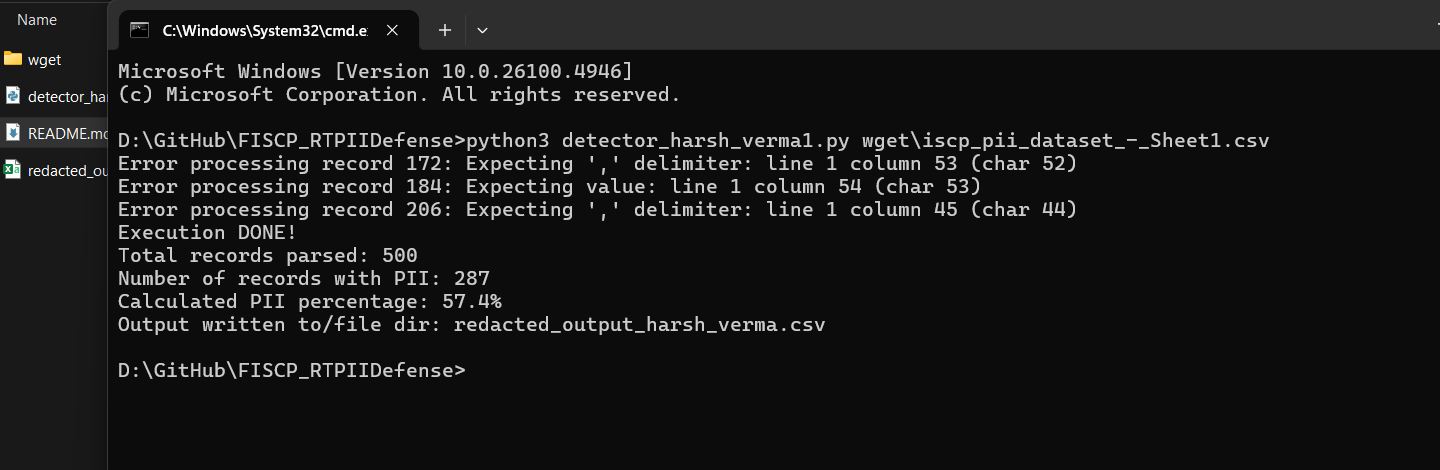 Name
C:\Windows\System32\cmd.e
wget
detector_ha
README.md
redacted_ou
Microsoft Windows [Version 10.0.26100.4946]
(c) Microsoft Corporation. All rights reserved.
D:\GitHub\FISCP_RTPIIDefense>python3 detector_harsh_verma1.py wget\iscp_pii_dataset_-_Sheet1.csv
Error processing record 172: Expecting ',' delimiter: line 1 column 53 (char 52)
Error processing record 184: Expecting value: line 1 column 54 (char 53)
Error processing record 206: Expecting ',' delimiter: line 1 column 45 (char 44)
Execution DONE!
Total records parsed: 500
Number of records with PII: 287
Calculated PII percentage: 57.4%
Output written to/file dir: redacted_output_harsh_verma.csv
D:\GitHub\FISCP_RTPIIDefense>